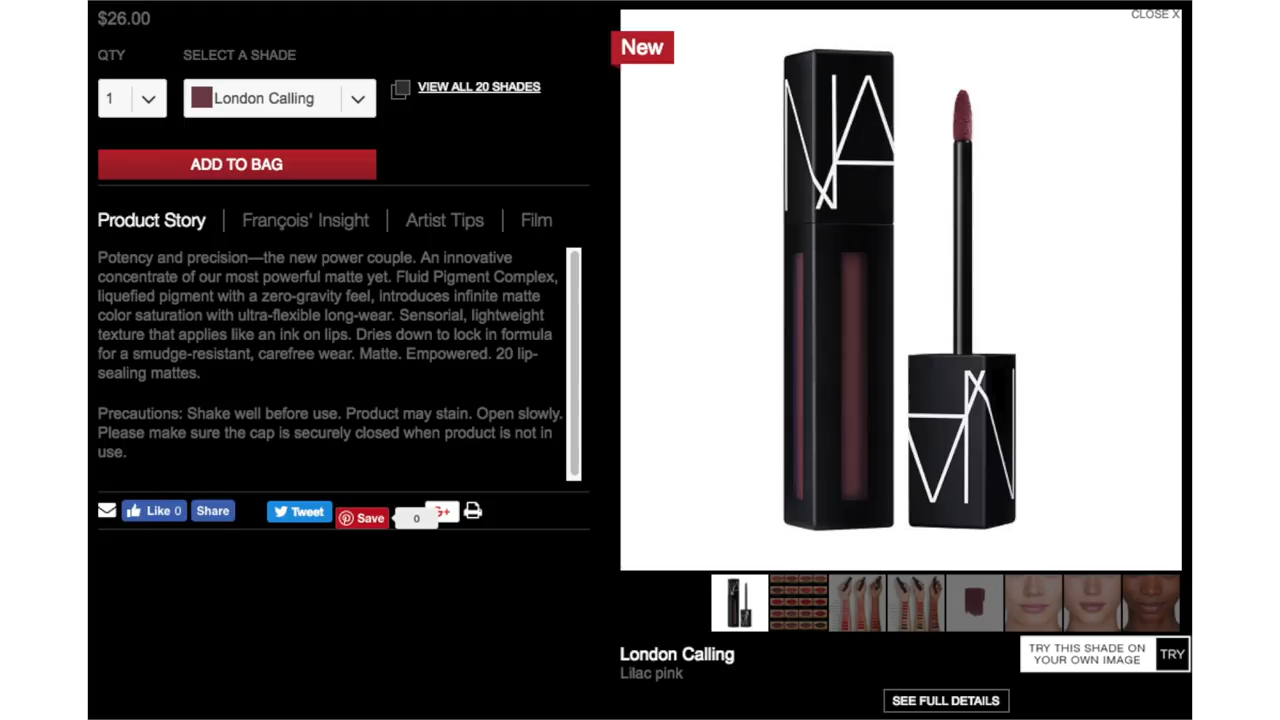 $26.00
CLOSE X
QTY
SELECT A SHADE
1
London Calling
VIEW ALL 20 SHADES
ADD TO BAG
Product Story
François' Insight
Artist Tips
Film
Potency and precision—the new power couple. An innovative
concentrate of our most powerful matte yet. Fluid Pigment Complex,
liquefied pigment with a zero-gravity feel, introduces infinite matte
color saturation with ultra-flexible long-wear. Sensorial, lightweight
texture that applies like an ink on lips. Dries down to lock in formula
for a smudge-resistant, carefree wear. Matte. Empowered. 20 lip-
sealing mattes.
Precautions: Shake well before use. Product may stain. Open slowly.
Please make sure the cap is securely closed when product is not in
use.
Like 0
Share
Tweet
Save
0
G+
New
NA
London Calling
Lilac pink
TRY THIS SHADE ON
YOUR OWN IMAGE
TRY
SEE FULL DETAILS